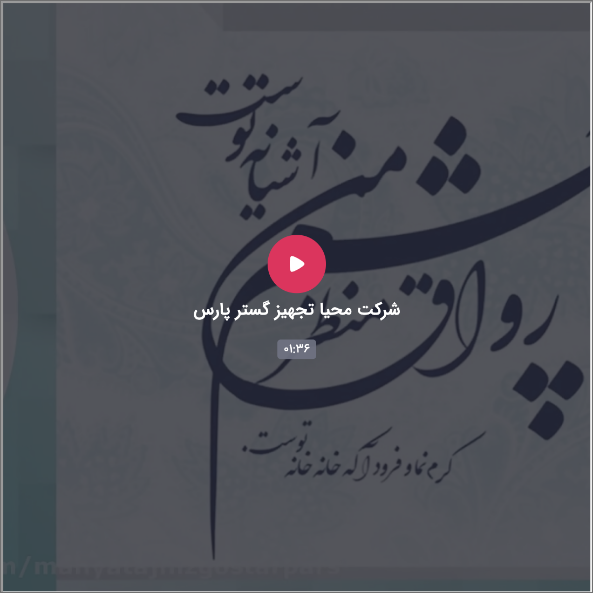 رواق منظر
چشم من آشیانه توست
شرکت محیا تجهیز گستر پارس
۰۱:۳۶
کرم نما و فرود آ که خانه خانه توست